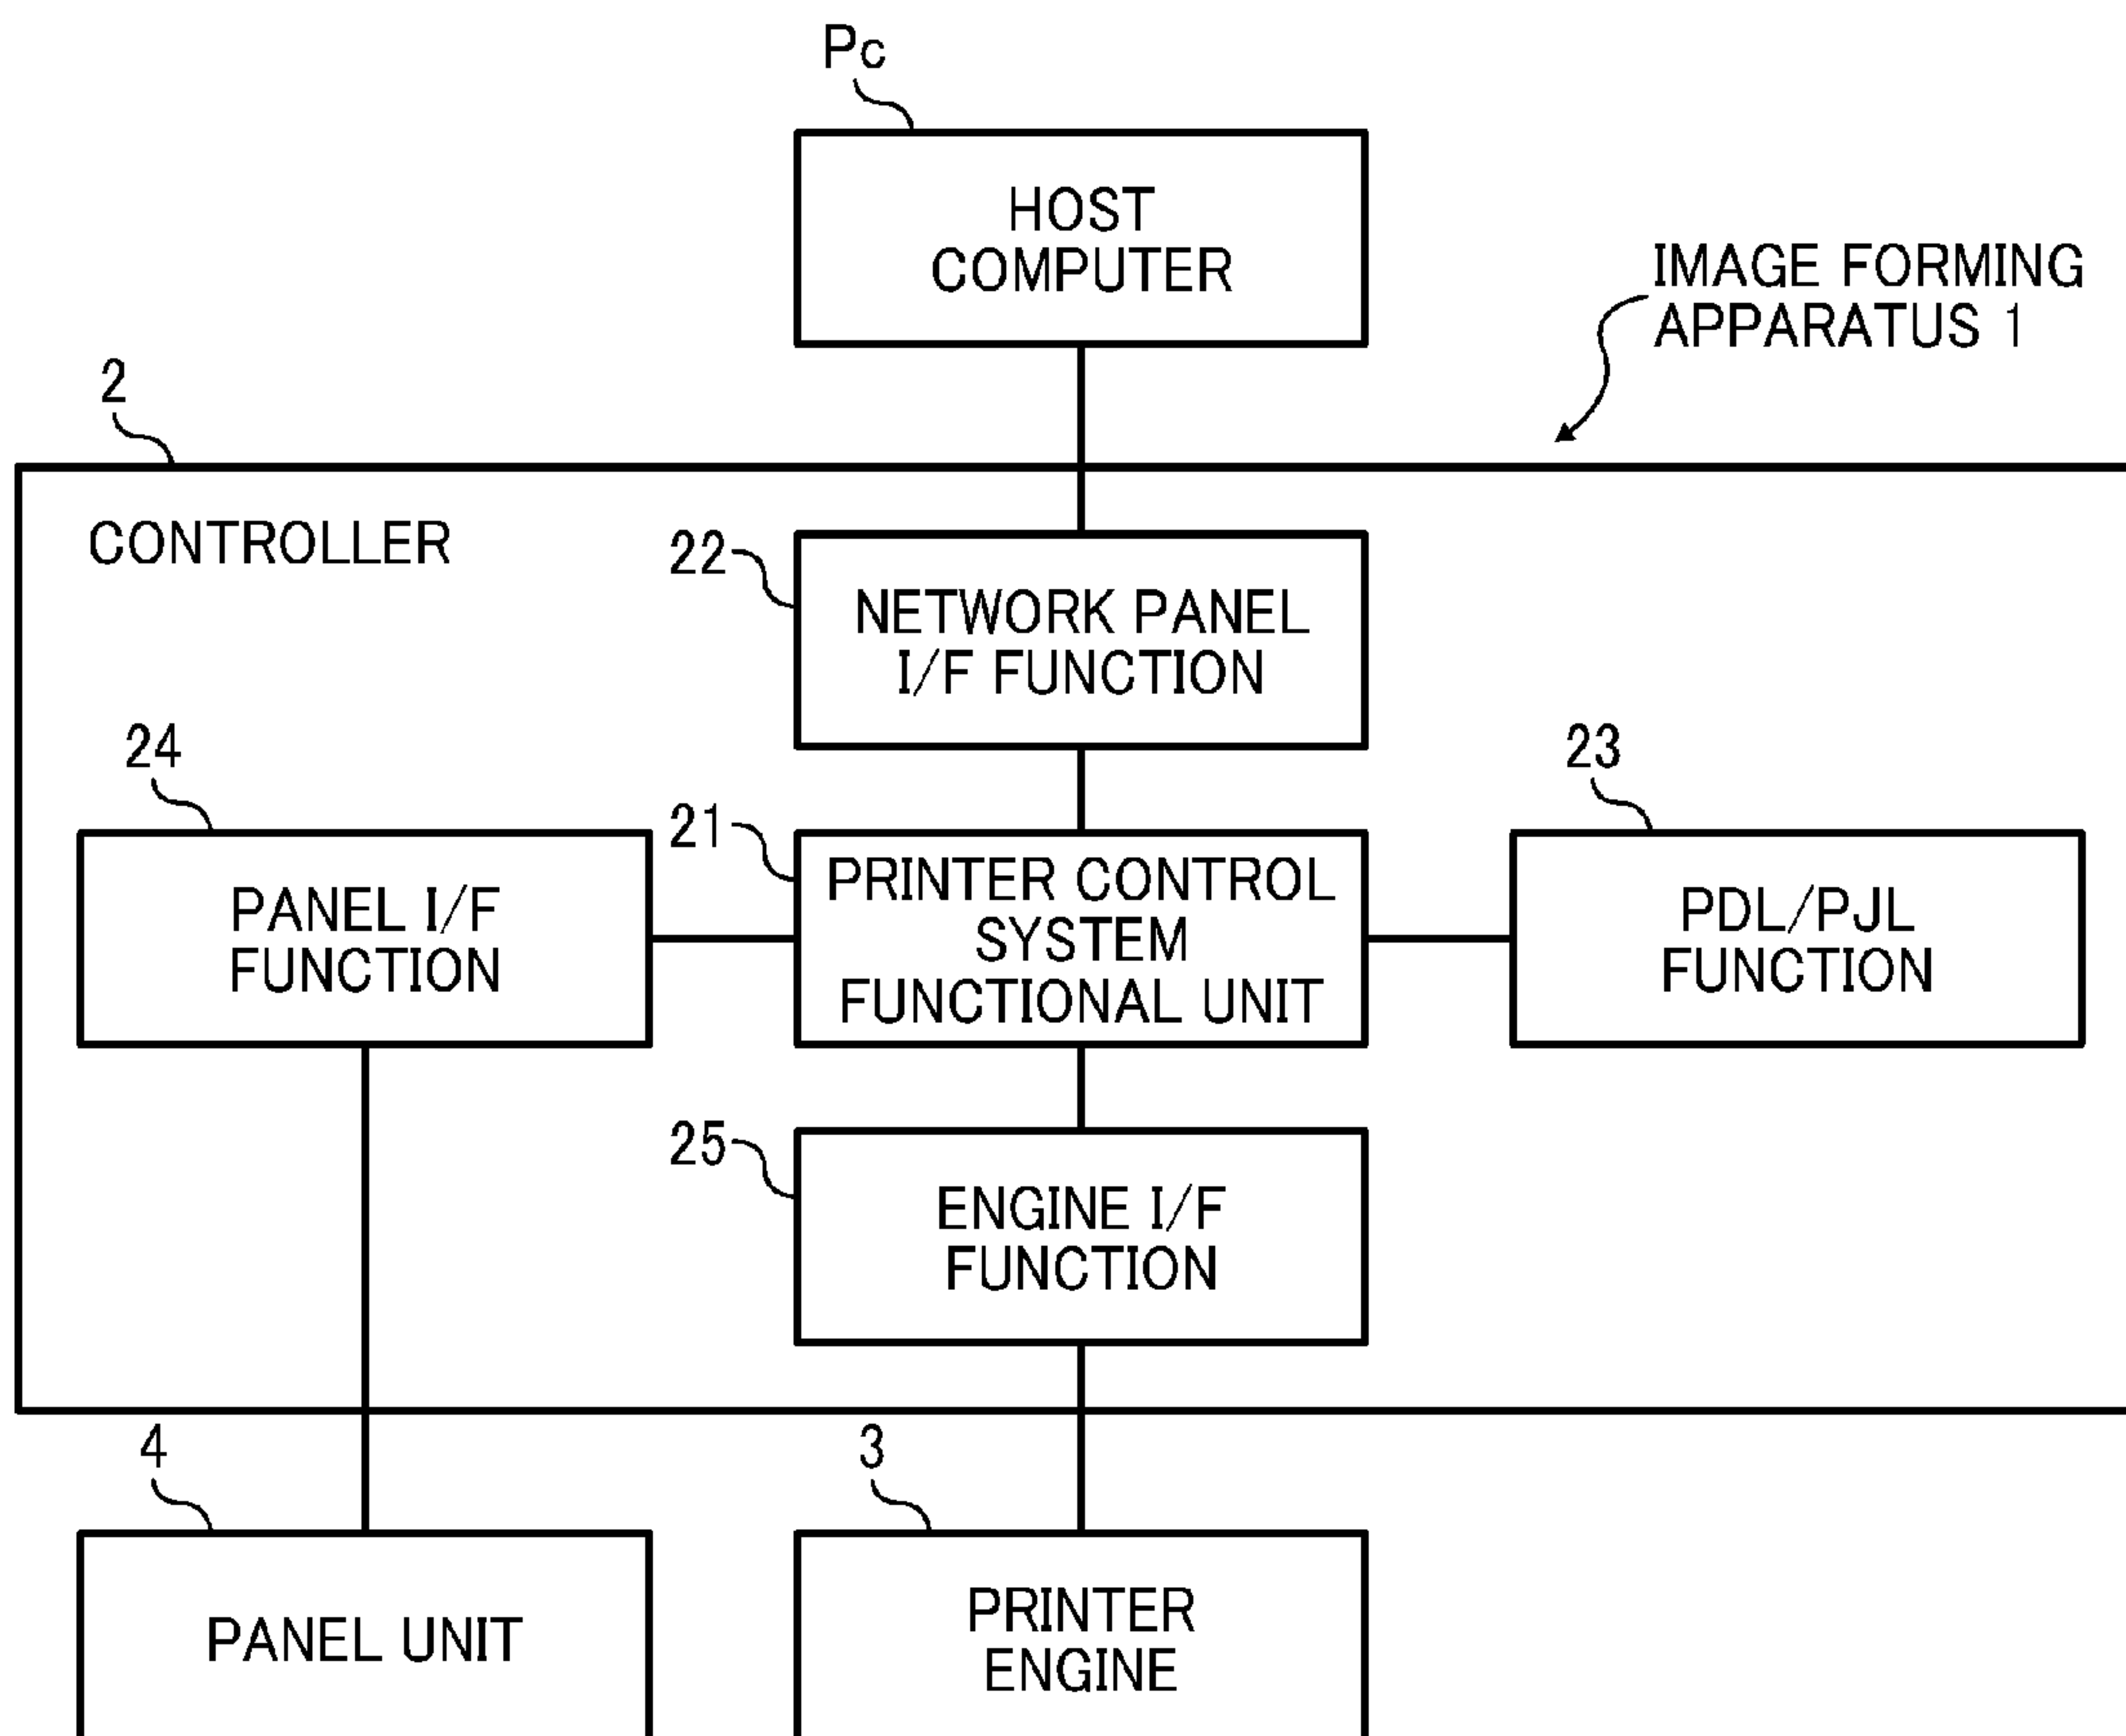 Pc
HOST
COMPUTER
IMAGE FORMING
APPARATUS 1
2
CONTROLLER
22
NETWORK PANEL
I/F FUNCTION
24
PANEL I/F
FUNCTION
21
PRINTER CONTROL
SYSTEM
FUNCTIONAL UNIT
23
PDL/PJL
FUNCTION
25
ENGINE I/F
FUNCTION
4
PANEL UNIT
3
PRINTER
ENGINE